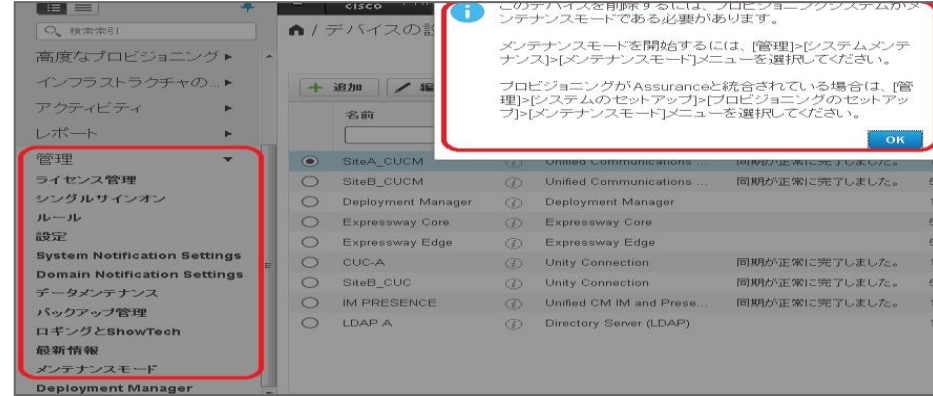 検索索引
高度なプロビジョニング
インフラストラクチャの...
アクティビティ
レポート
管理
ライセンス管理
シングルサインオン
ルール
設定
System Notification Settings
Domain Notification Settings
データメンテナンス
バックアップ管理
ロギングとShowTech
最新情報
メンテナンスモード
Deployment Manager
CISCO
/ デバイスの設
追加 編
名前
このデバイスを削除するには、プロビジョニングシステムがメ
ンテナンスモードである必要があります。
メンテナンスモードを開始するには、[管理]>[システムメンテ
ナンス]>[メンテナンスモード]メニューを選択してください。
プロビジョニングがAssuranceと統合されている場合は、[管
理]>[システムのセットアップ]>[プロビジョニングのセットアッ
プ]>[メンテナンスモード]メニューを選択してください。
OK
SiteA_CUCM Unified Communications ... 同期が正常に完了しました。
SiteB_CUCM Unified Communications ... 同期が正常に完了しました。
Deployment Manager Deployment Manager
Expressway Core Expressway Core
Expressway Edge Expressway Edge
CUC-A Unity Connection 同期が正常に完了しました。
SiteB_CUC Unity Connection 同期が正常に完了しました。
IM PRESENCE Unified CM IM and Prese... 同期が正常に完了しました。
LDAP A Directory Server (LDAP)